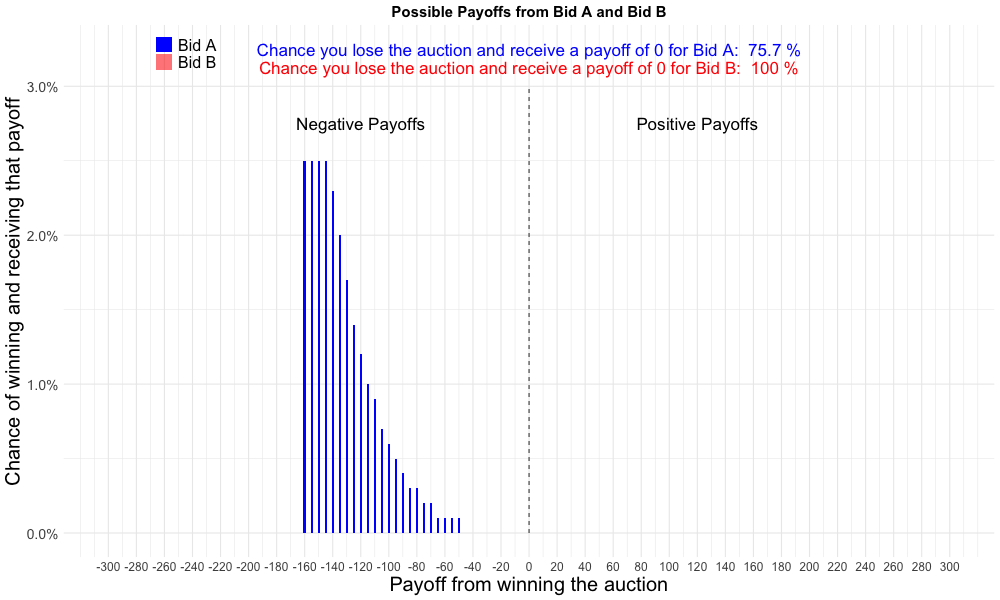 Possible Payoffs from Bid A and Bid B
Bid A
Bid B
Chance you lose the auction and receive a payoff of 0 for Bid A:  75.7 %
Chance you lose the auction and receive a payoff of 0 for Bid B:  100 %
Negative Payoffs
Positive Payoffs
Chance of winning and receiving that payoff
3.0%
2.0%
1.0%
0.0%
-300 -280 -260 -240 -220 -200 -180 -160 -140 -120 -100 -80 -60 -40 -20 0 20 40 60 80 100 120 140 160 180 200 220 240 260 280 300
Payoff from winning the auction